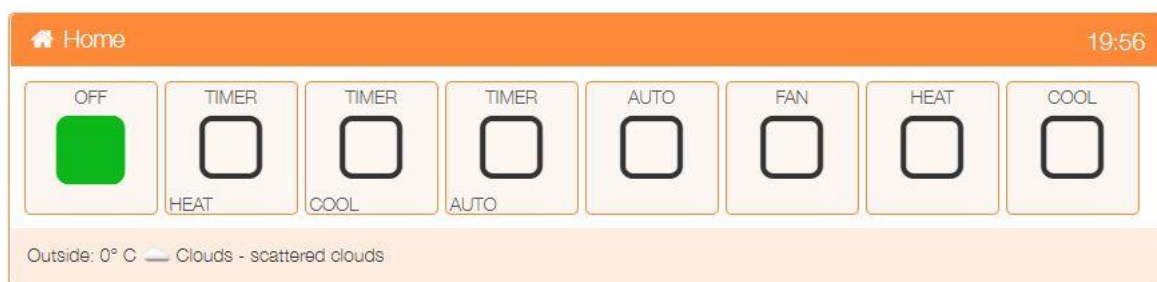 Home 19:56
OFF TIMER TIMER TIMER AUTO FAN HEAT COOL
HEAT COOL AUTO
Outside: 0° C Clouds - scattered clouds